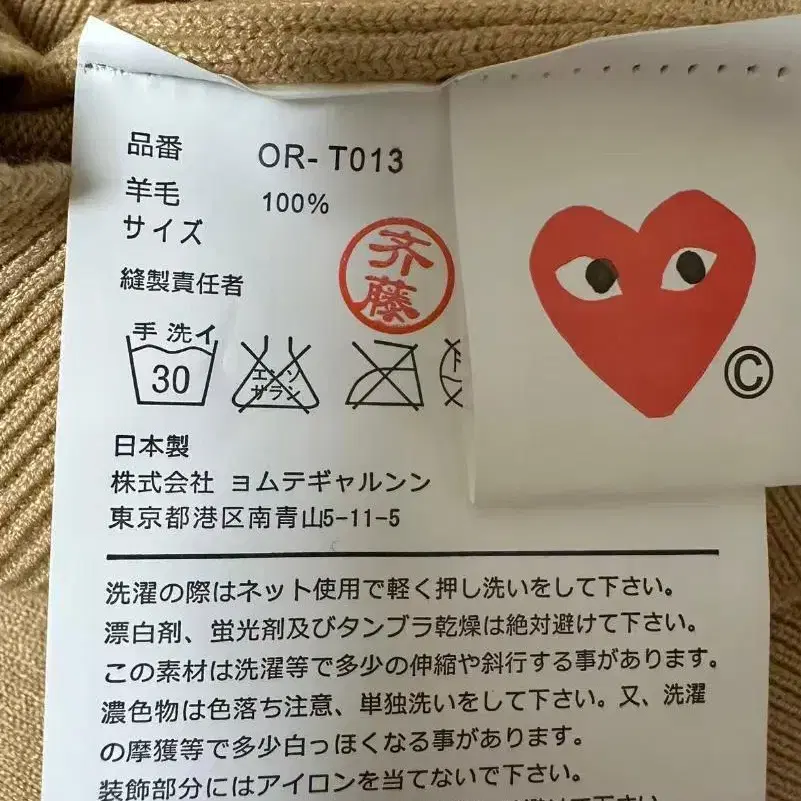 品番 OR- T013
羊毛 100%
サイズ
縫製責任者
齐藤
手 洗イ
30
エンソ
サラン
日本製
株式会社 ヨムテギャルンン
東京都港区南青山5-11-5
©
洗濯の際はネット使用で軽く押し洗いをして下さい。
漂白剤、蛍光剤及びタンブラ乾燥は絶対避けて下さい。
この素材は洗濯等で多少の伸縮や斜行する事があります。
濃色物は色落ち注意、単独洗いをして下さい。又、洗濯
の摩獲等で多少白っほくなる事があります。
装飾部分にはアイロンを当てないで下さい。